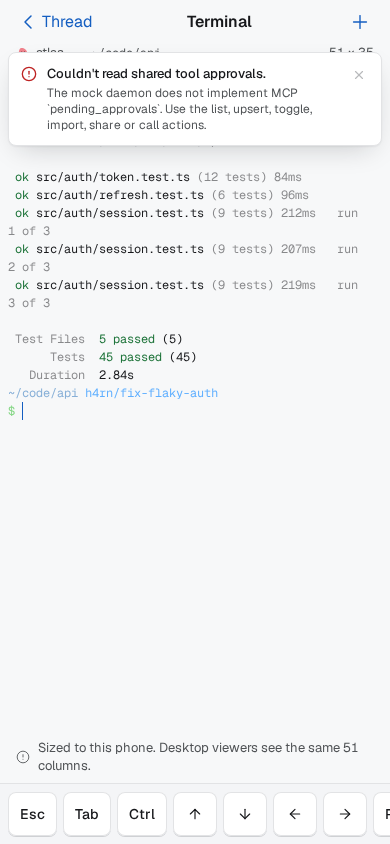 Thread
Terminal
Couldn't read shared tool approvals.
The mock daemon does not implement MCP
`pending_approvals`. Use the list, upsert, toggle,
import, share or call actions.
ok src/auth/token.test.ts (12 tests) 84ms
ok src/auth/refresh.test.ts (6 tests) 96ms
ok src/auth/session.test.ts (9 tests) 212ms   run
1 of 3
ok src/auth/session.test.ts (9 tests) 207ms   run
2 of 3
ok src/auth/session.test.ts (9 tests) 219ms   run
3 of 3
Test Files  5 passed (5)
Tests  45 passed (45)
Duration  2.84s
~/code/api h4rn/fix-flaky-auth
$
Sized to this phone. Desktop viewers see the same 51
columns.
Esc
Tab
Ctrl